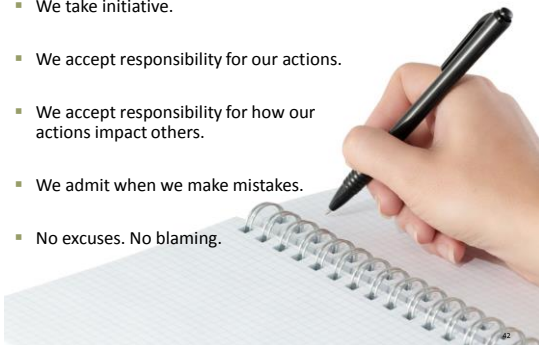 ▪ We take initiative.
▪ We accept responsibility for our actions.
▪ We accept responsibility for how our
actions impact others.
▪ We admit when we make mistakes.
▪ No excuses. No blaming.
42